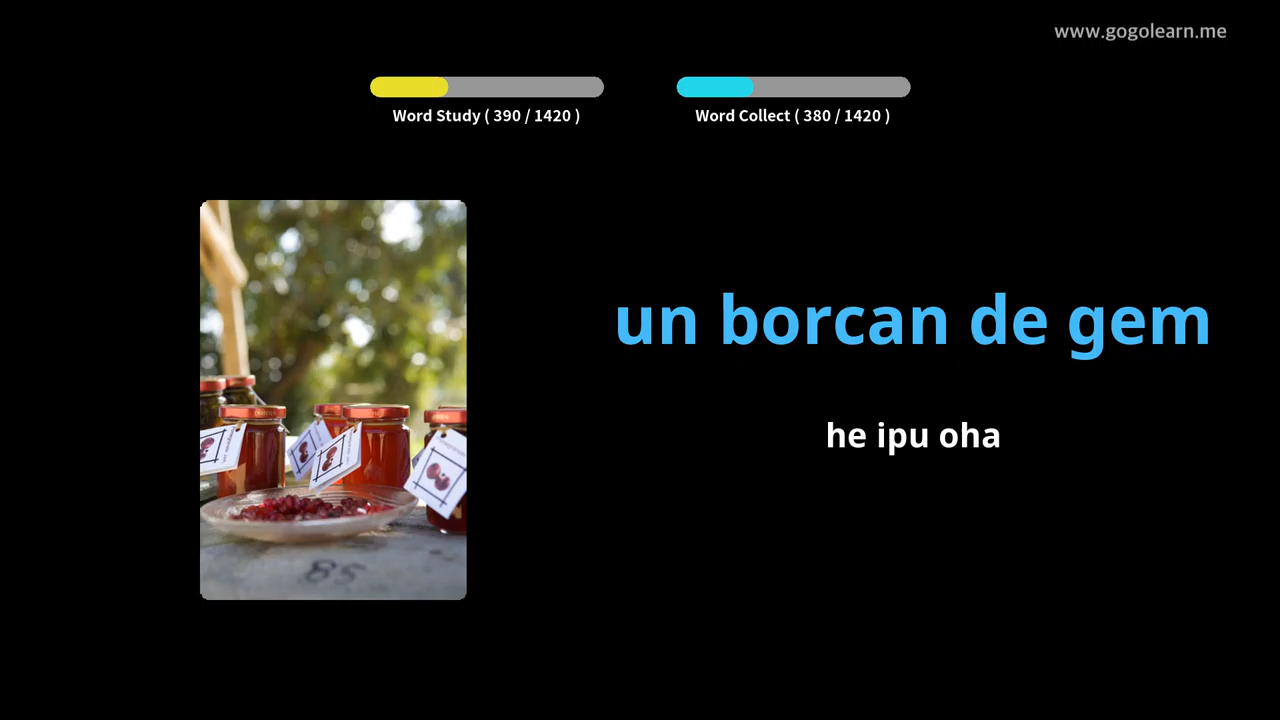 www.gogolearn.me
Word Study ( 390 / 1420 )
Word Collect ( 380 / 1420 )
un borcan de gem
he ipu oha
85